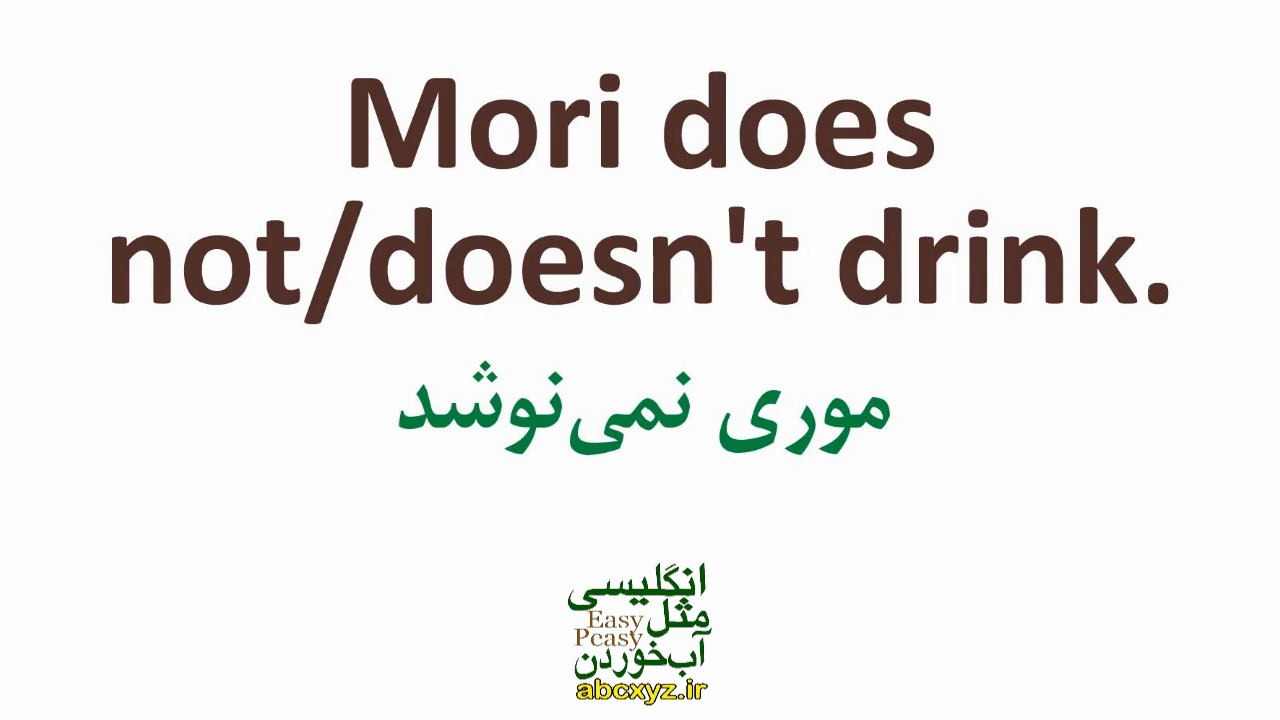 Mori does
not/doesn't drink.
موری نمی‌نوشد
انگلیسی
مثل
Easy
Peasy
آب‌خوردن
abcxyz.ir